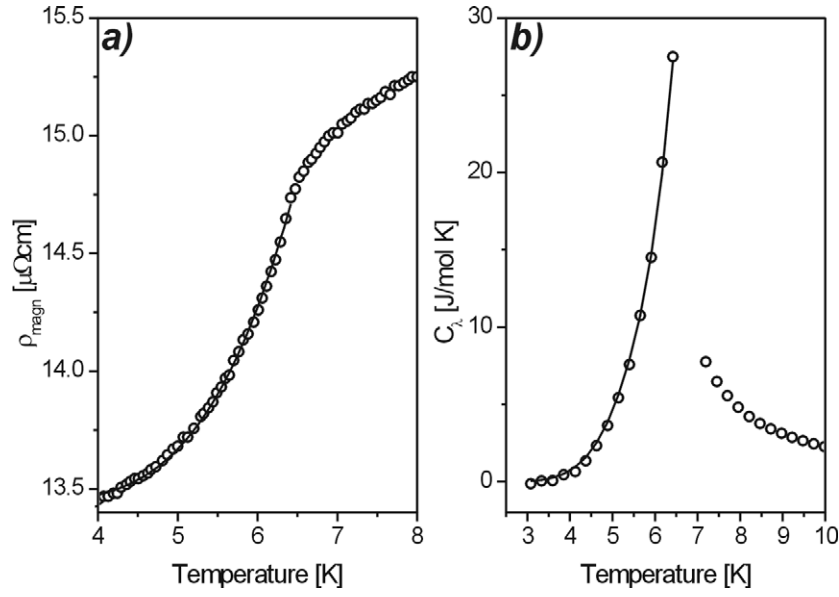 a)
15.5
15.0
14.5
14.0
13.5
ρmagn [μΩcm]
4 5 6 7 8
Temperature [K]
b)
30
20
10
0
Cλ [J/mol K]
3 4 5 6 7 8 9 10
Temperature [K]